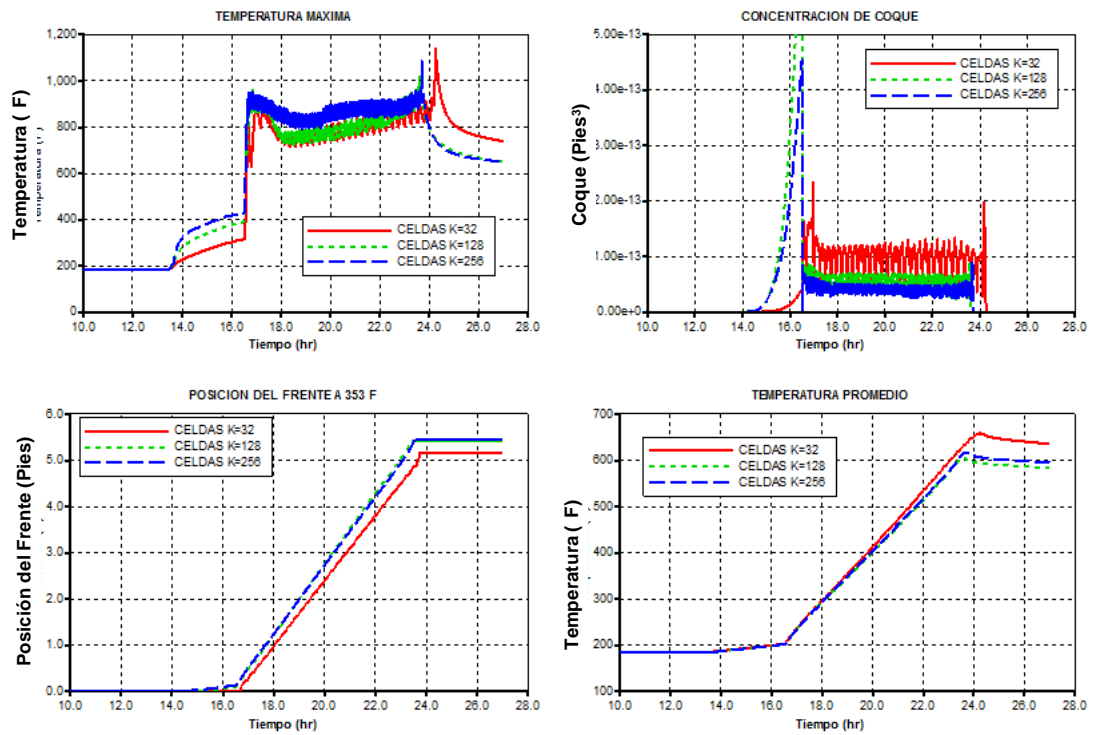 TEMPERATURA MAXIMA
Temperatura ( F)
1,200
1,000
800
600
400
200
0
10.0 12.0 14.0 16.0 18.0 20.0 22.0 24.0 26.0 28.0
Tiempo (hr)
CELDAS K=32
CELDAS K=128
CELDAS K=256
CONCENTRACION DE COQUE
Coque (Pies³)
5.00e-13
4.00e-13
3.00e-13
2.00e-13
1.00e-13
0.00e+0
10.0 12.0 14.0 16.0 18.0 20.0 22.0 24.0 26.0 28.0
Tiempo (hr)
CELDAS K=32
CELDAS K=128
CELDAS K=256
POSICION DEL FRENTE A 353 F
Posición del Frente (Pies)
6.0
5.0
4.0
3.0
2.0
1.0
0.0
10.0 12.0 14.0 16.0 18.0 20.0 22.0 24.0 26.0 28.0
Tiempo (hr)
CELDAS K=32
CELDAS K=128
CELDAS K=256
TEMPERATURA PROMEDIO
Temperatura ( F)
700
600
500
400
300
200
100
10.0 12.0 14.0 16.0 18.0 20.0 22.0 24.0 26.0 28.0
Tiempo (hr)
CELDAS K=32
CELDAS K=128
CELDAS K=256